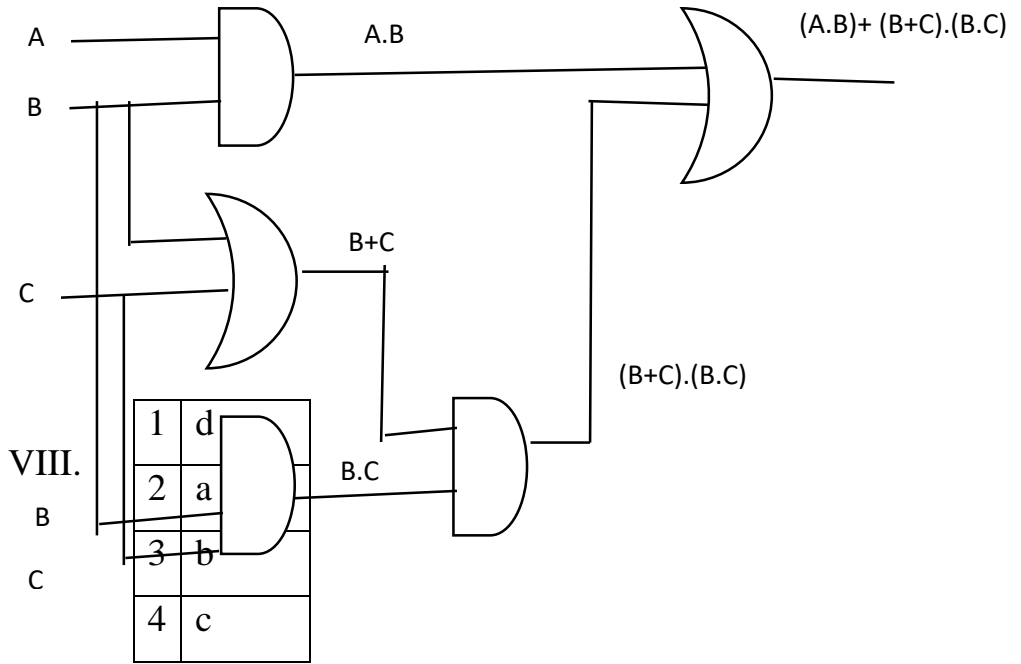 A
A.B
(A.B)+ (B+C).(B.C)
B
B+C
C
(B+C).(B.C)
1 d
VIII.
B.C
2 a
B
3 b
C
4 c